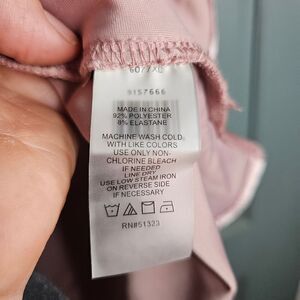 9157666
MADE IN CHINA
92% POLYESTER
8% ELASTANE
MACHINE WASH COLD
WITH LIKE COLORS
USE ONLY NON-
CHLORINE BLEACH
IF NEEDED
LINE DRY
USE LOW STEAM IRON
ON REVERSE SIDE
IF NECESSARY
RN#51323